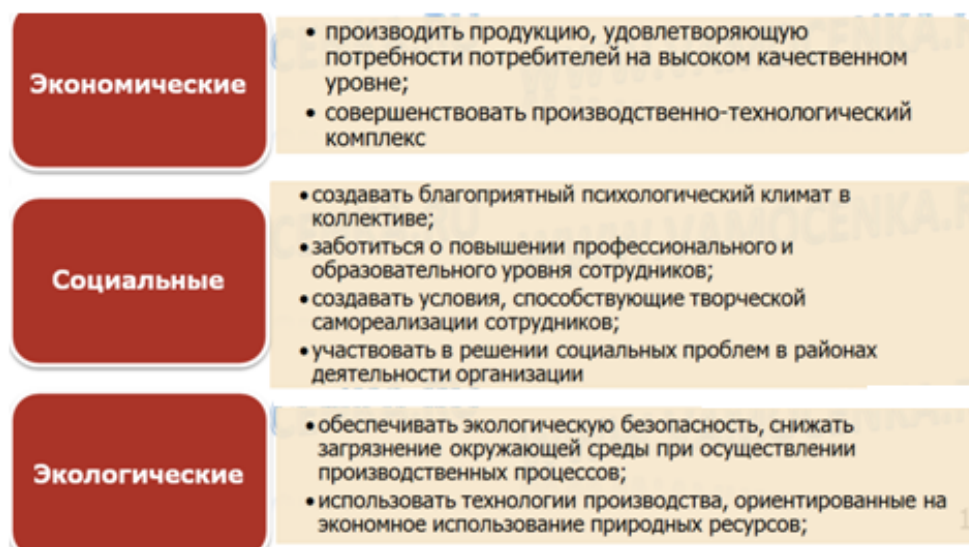 Экономические
• производить продукцию, удовлетворяющую
потребности потребителей на высоком качественном
уровне;
• совершенствовать производственно-технологический
комплекс
Социальные
• создавать благоприятный психологический климат в
коллективе;
• заботиться о повышении профессионального и
образовательного уровня сотрудников;
• создавать условия, способствующие творческой
самореализации сотрудников;
• участвовать в решении социальных проблем в районах
деятельности организации
Экологические
• обеспечивать экологическую безопасность, снижать
загрязнение окружающей среды при осуществлении
производственных процессов;
• использовать технологии производства, ориентированные на
экономное использование природных ресурсов;